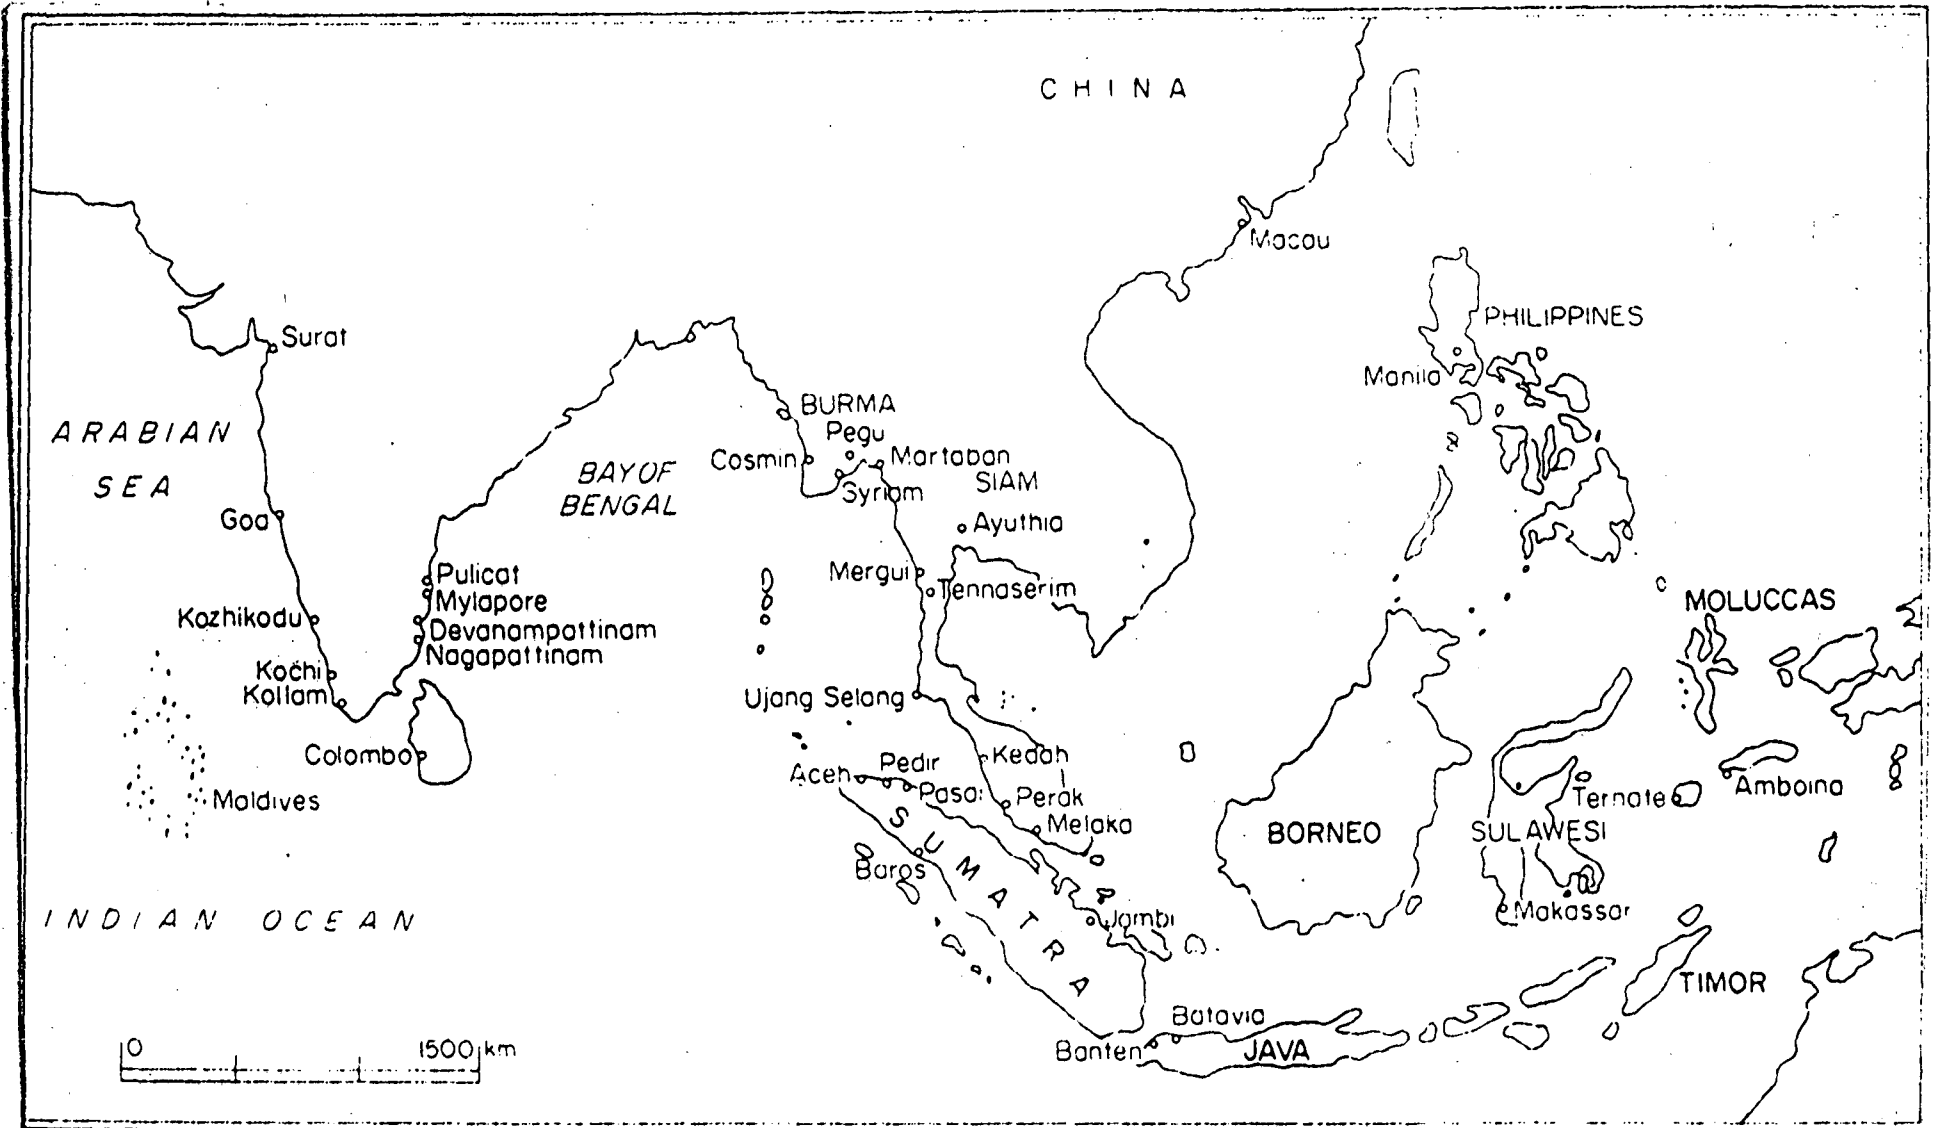 CHINA
Macau
Surat
PHILIPPINES
Manila
ARABIAN
SEA
BURMA
Pegu
Cosmin
Martaban
BAY OF
BENGAL
SIAM
Syriam
Goa
Ayuthia
Pulicat
Mylapore
Mergui
Tennaserim
MOLUCCAS
Kozhikodu
Devanampattinam
Nagapattinam
Kochi
Kollam
Ujang Selang
Colombo
Kedah
Pedir
Aceh
Pasai
Maldives
Perak
Ternate
Amboina
Melaka
SUMATRA
BORNEO
SULAWESI
Baros
INDIAN OCEAN
Jambi
Makassar
TIMOR
Batavia
0 1500 km
Banten
JAVA